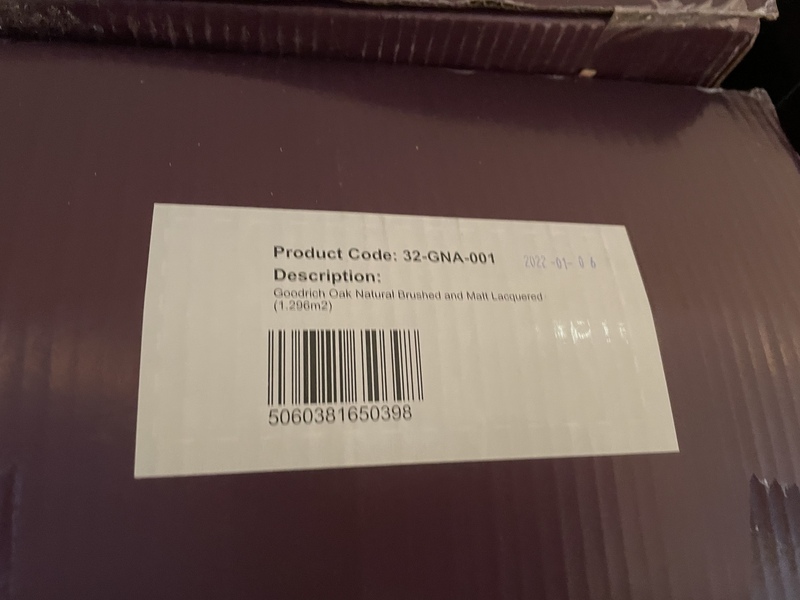 Product Code: 32-GNA-001
2022-01-06
Description:
Goodrich Oak Natural Brushed and Matt Lacquered
(1.296m2)
5060381650398